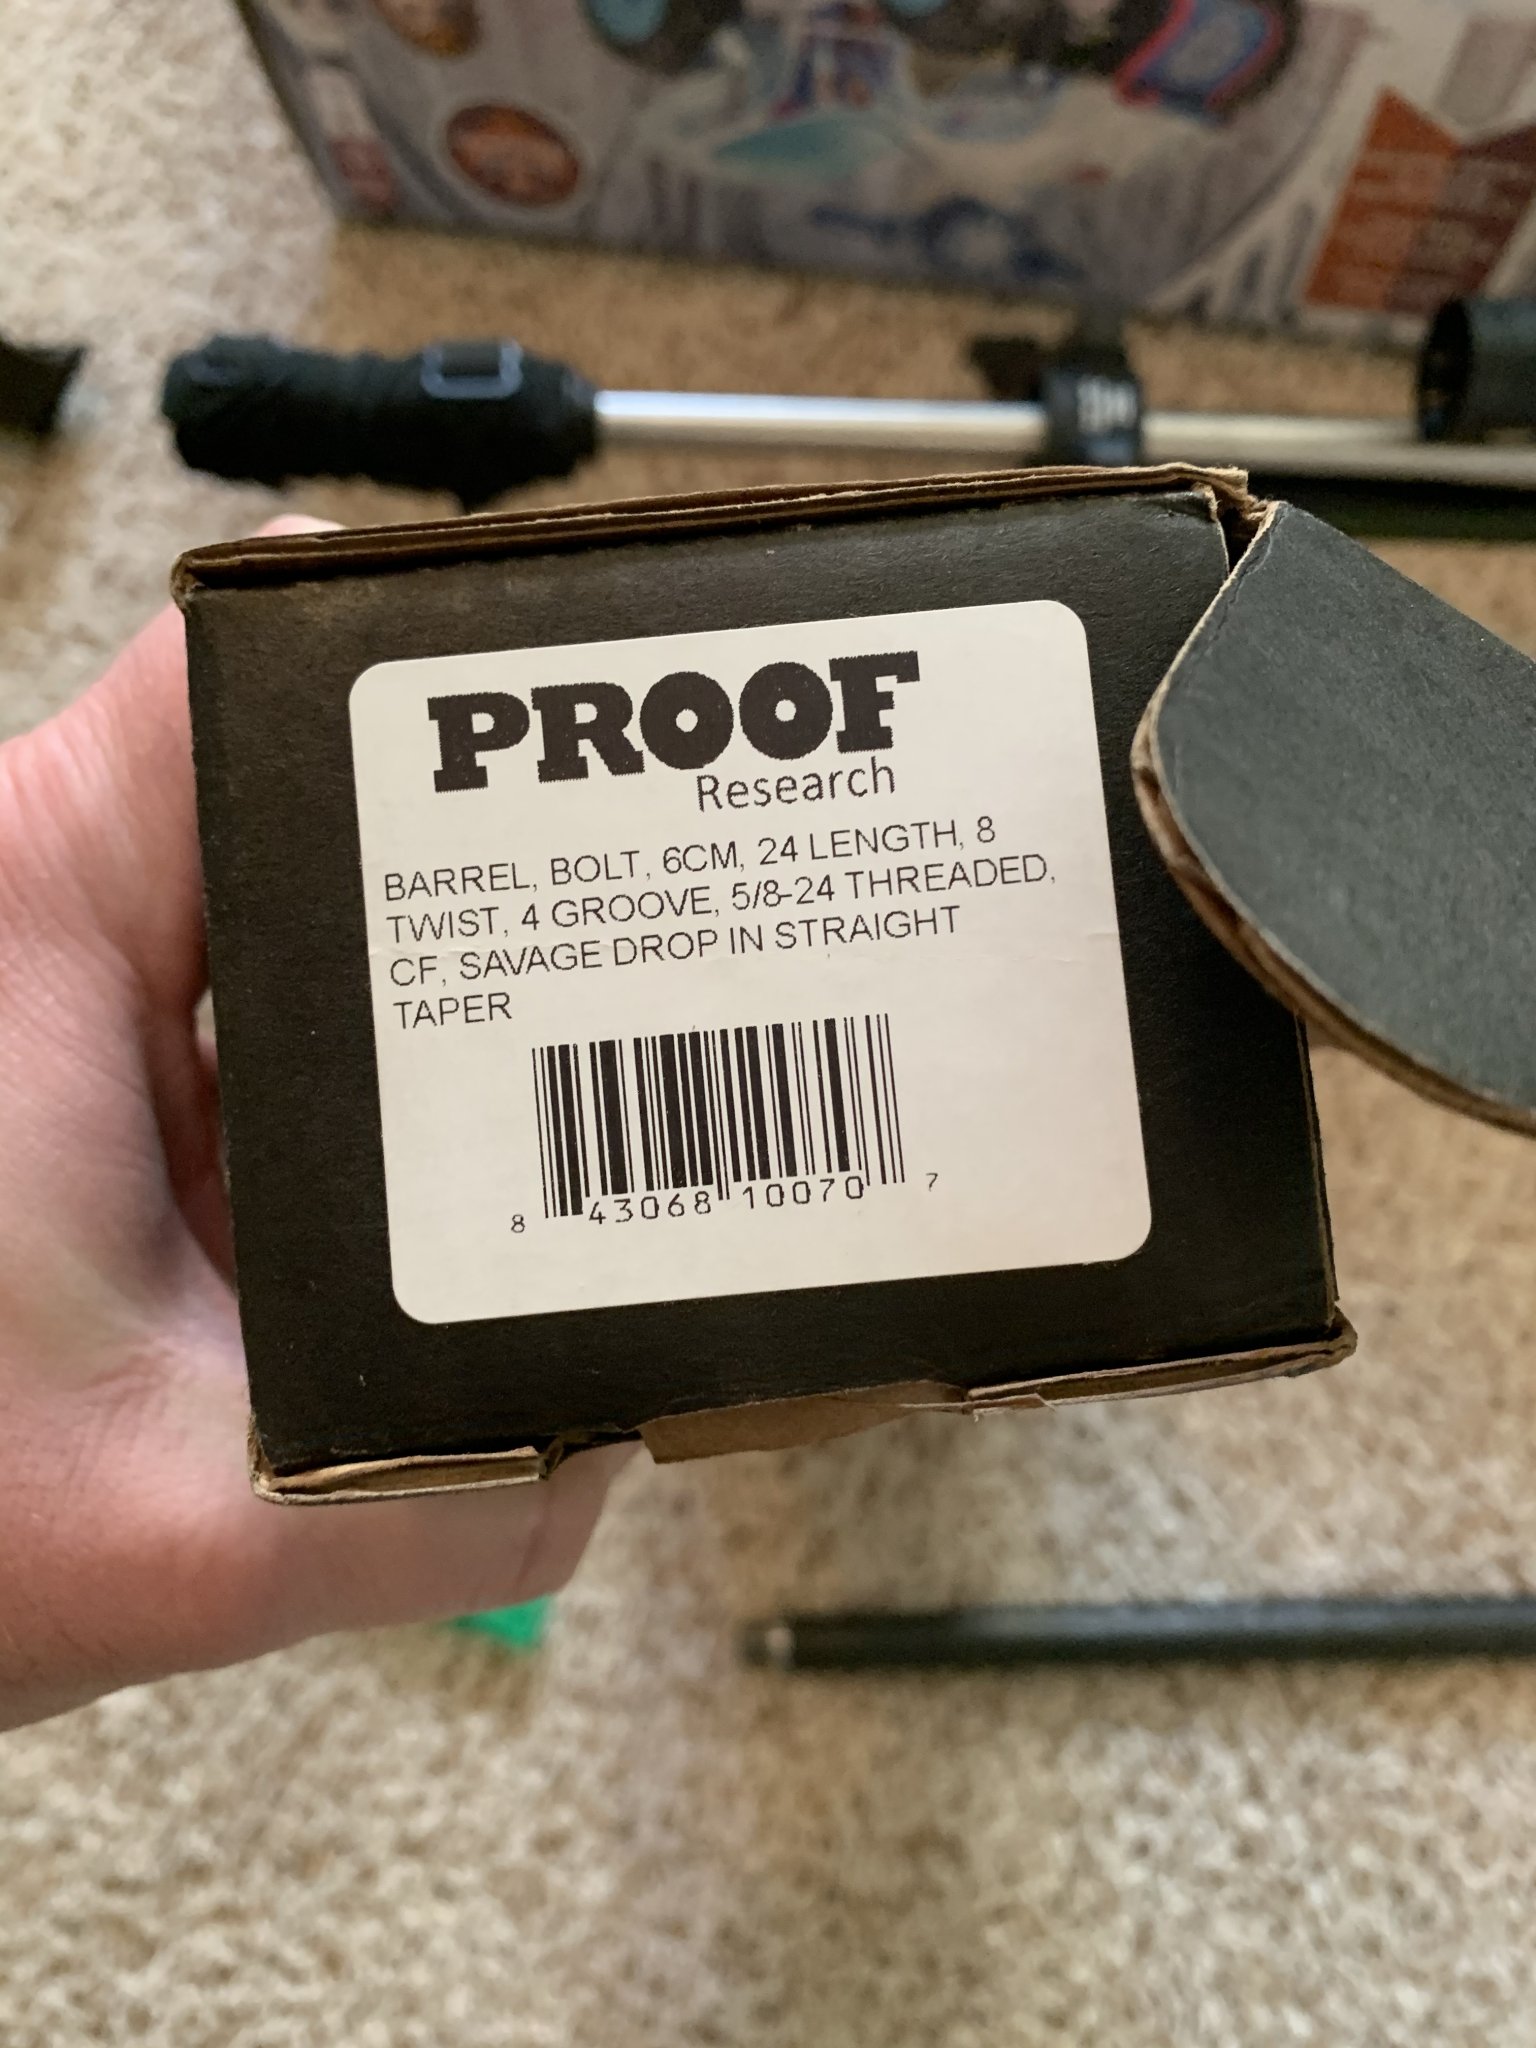 PROOF
Research
BARREL, BOLT, 6CM, 24 LENGTH, 8
TWIST, 4 GROOVE, 5/8-24 THREADED,
CF, SAVAGE DROP IN STRAIGHT
TAPER
8 43068 10070 7